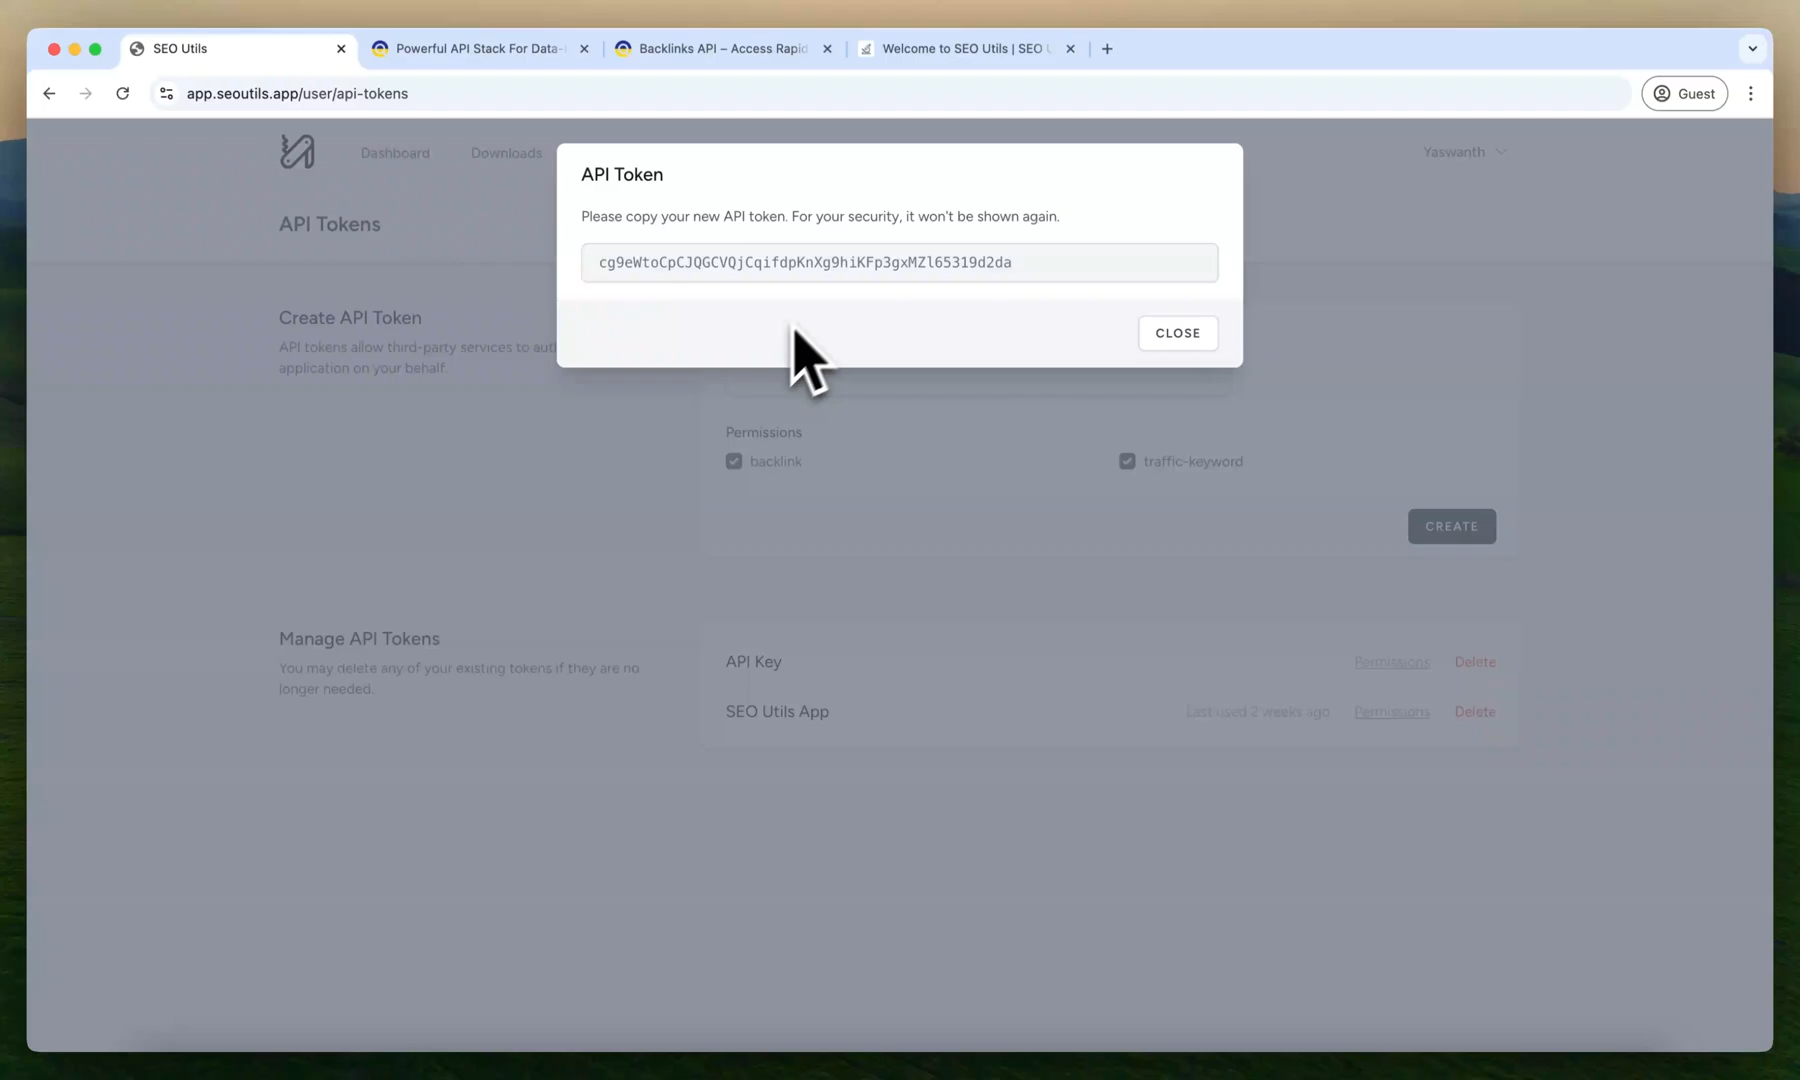 SEO Utils
Powerful API Stack For Data-
Backlinks API – Access Rapid
Welcome to SEO Utils | SEO U
app.seoutils.app/user/api-tokens
Guest
Dashboard
Downloads
Yaswanth
API Tokens
API Token
Please copy your new API token. For your security, it won't be shown again.
cg9eWtoCpCJQGCVQjCqifdpKnXg9hiKFp3gxMZl65319d2da
CLOSE
Create API Token
API tokens allow third-party services to aut
application on your behalf.
Permissions
backlink
traffic-keyword
CREATE
Manage API Tokens
You may delete any of your existing tokens if they are no
longer needed.
API Key
Permissions
Delete
SEO Utils App
Last used 2 weeks ago
Permissions
Delete